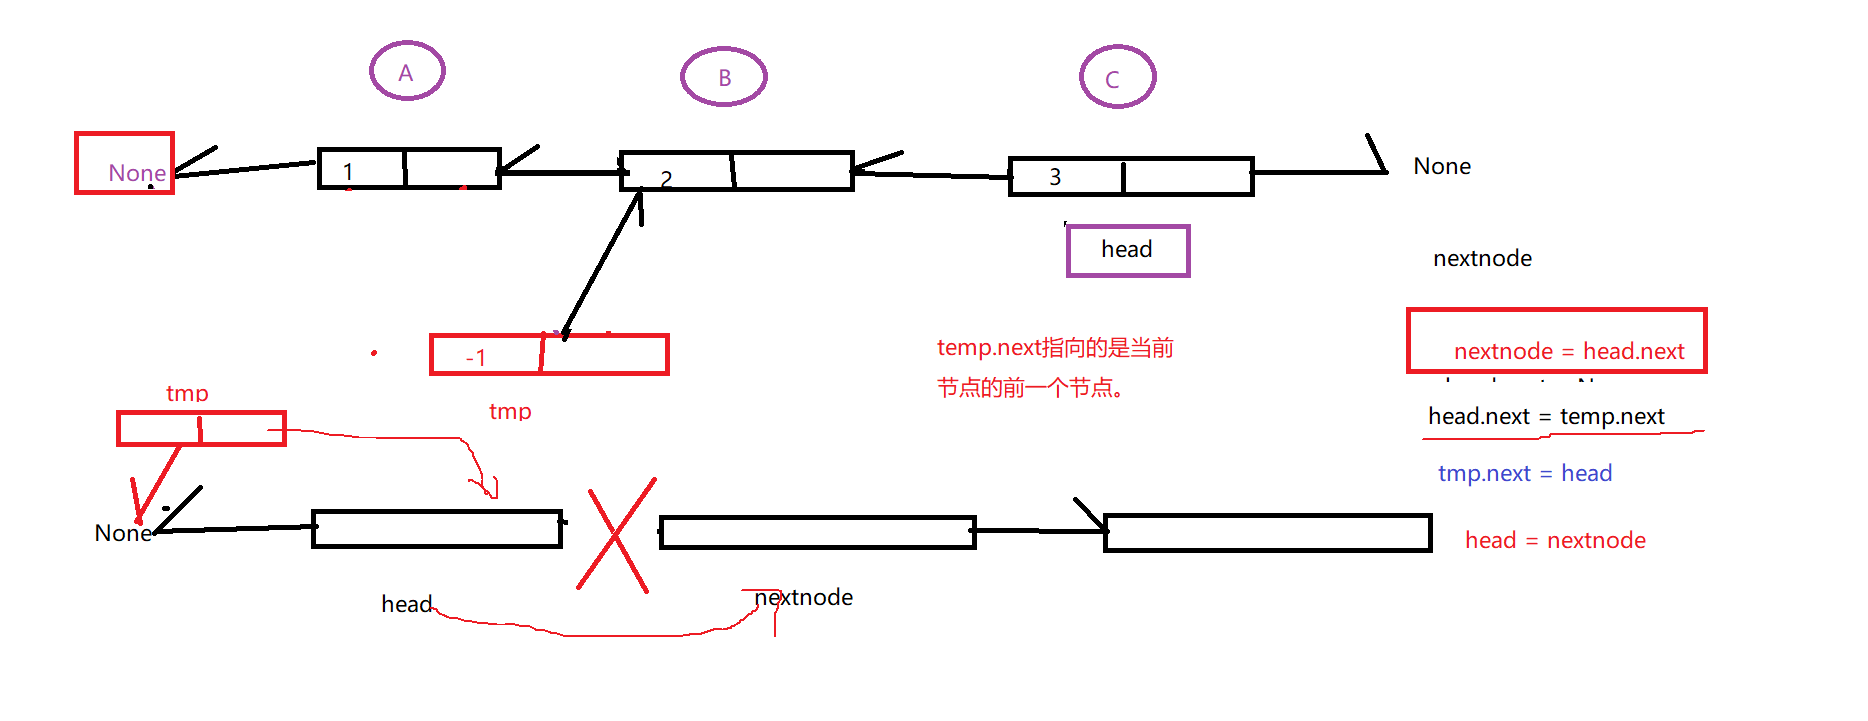 A
B
C
None
1
2
3
None
head
nextnode
-1
tmp
temp.next指向的是当前
节点的前一个节点。
nextnode = head.next
head.next = temp.next
tmp.next = head
head = nextnode
tmp
None
head
nextnode